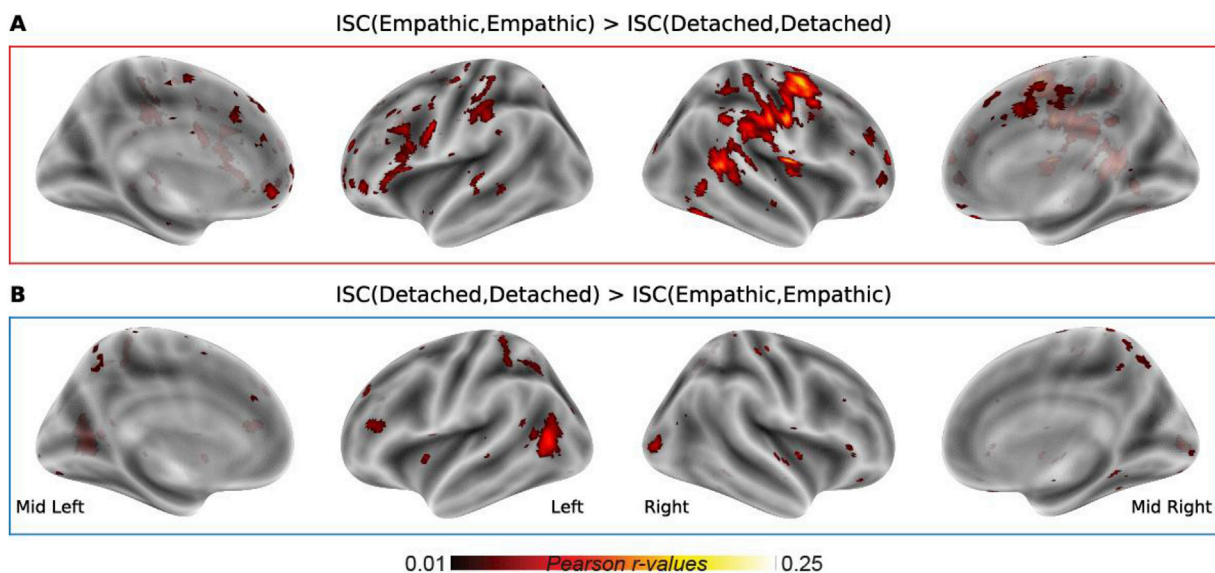 A
ISC(Empathic,Empathic) > ISC(Detached,Detached)
B
ISC(Detached,Detached) > ISC(Empathic,Empathic)
Mid Left
Left
Right
Mid Right
0.01 Pearson r-values 0.25